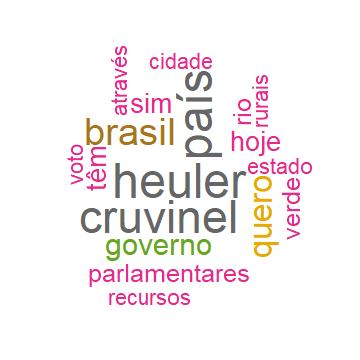 cidade
através
sim
país
rio
rurais
brasil
hoje
voto
têm
heuler
estado
quero
verde
cruvinel
governo
parlamentares
recursos